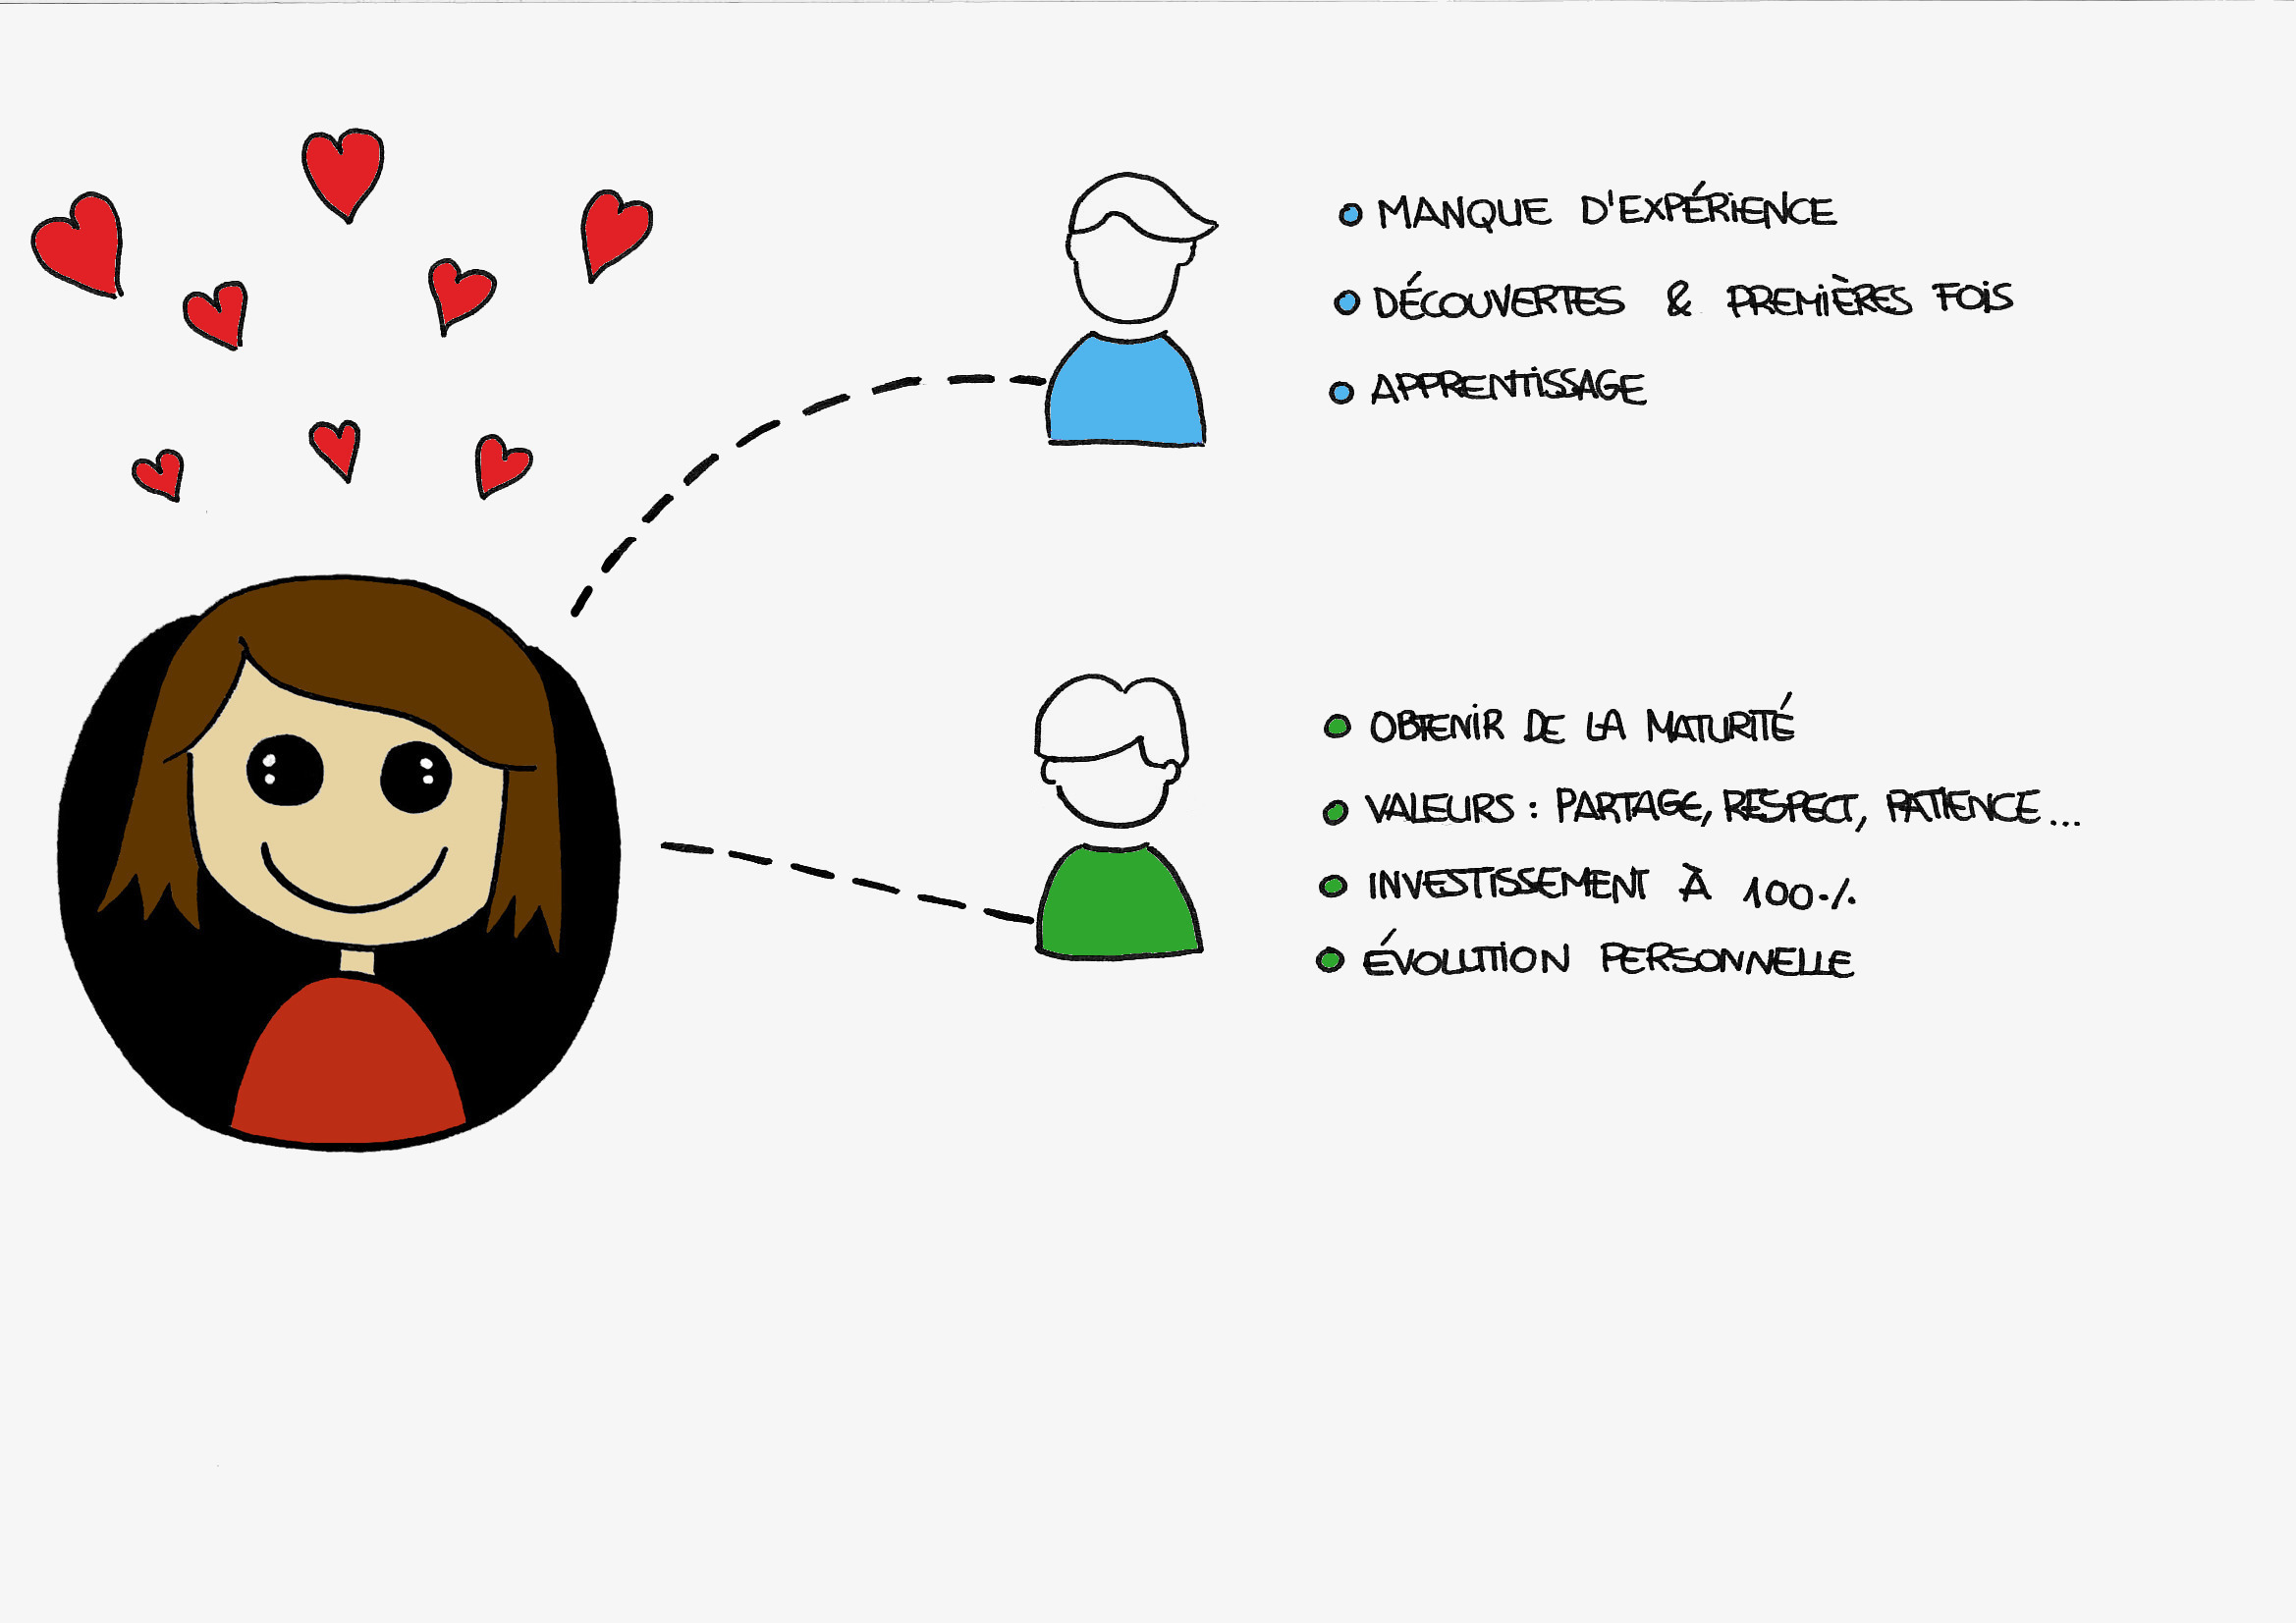 MANQUE D'EXPÉRIENCE
DÉCOUVERTES & PREMIÈRES FOIS
APPRENTISSAGE
OBTENIR DE LA MATURITÉ
VALEURS : PARTAGE, RESPECT, PATIENCE...
INVESTISSEMENT À 100%
ÉVOLUTION PERSONNELLE